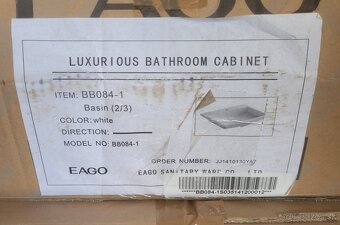 EAGO
LUXURIOUS BATHROOM CABINET
ITEM: BB084-1
Basin (2/3)
COLOR: white
DIRECTION:
MODEL NO: BB084-1
ORDER NUMBER:
EAGO
EAGO SANITARY WARE CO., LTD